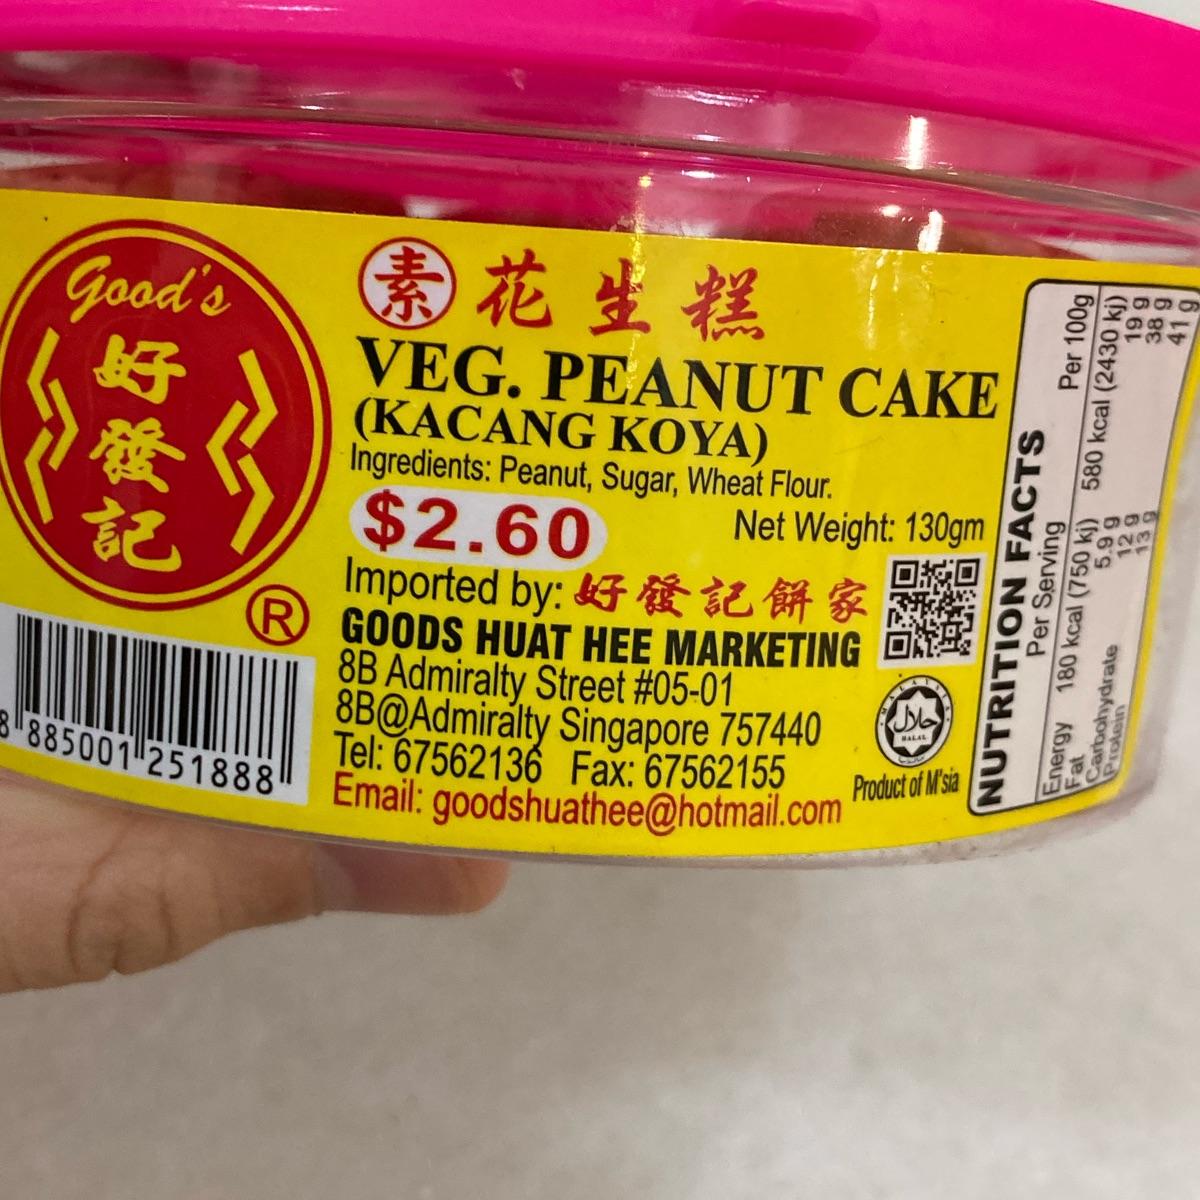 Good's
好
發
記
®
8 885001 251888
素 花生糕
VEG. PEANUT CAKE
(KACANG KOYA)
Ingredients: Peanut, Sugar, Wheat Flour.
$2.60
Net Weight: 130gm
Imported by: 好發記餅家
GOODS HUAT HEE MARKETING
8B Admiralty Street #05-01
8B@Admiralty Singapore 757440
Tel: 67562136 Fax: 67562155
Email: goodshuathee@hotmail.com
MALAYSIA
حلال
HALAL
Product of M'sia
NUTRITION FACTS
Per Serving Per 100g
Energy 180 kcal (750 kj) 580 kcal (2430 kj)
Fat 5.9 g 19 g
Carbohydrate 12 g 38 g
Protein 13 g 41 g